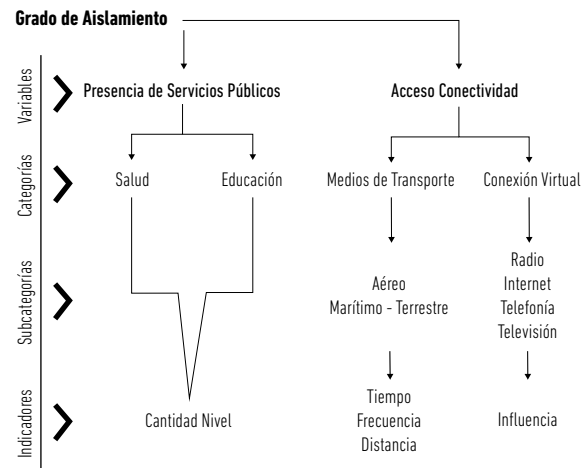 Grado de Aislamiento
Variables
Presencia de Servicios Públicos
Acceso Conectividad
Categorías
Salud
Educación
Medios de Transporte
Conexión Virtual
Subcategorías
Aéreo
Marítimo - Terrestre
Radio
Internet
Telefonía
Televisión
Indicadores
Cantidad Nivel
Tiempo
Frecuencia
Distancia
Influencia